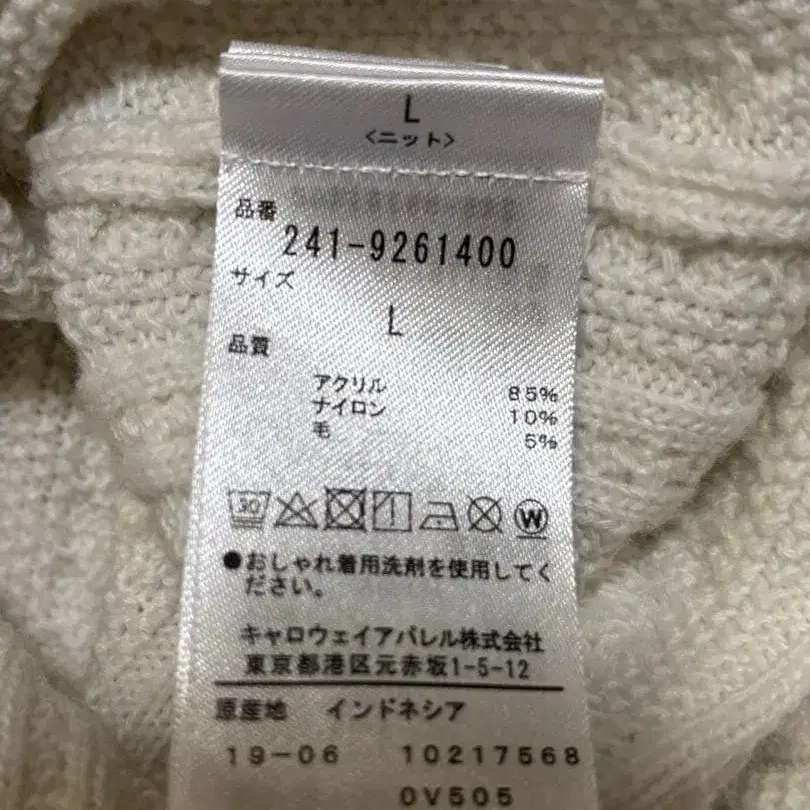 L
<ニット>
品番
241-9261400
サイズ
L
品質
アクリル 85%
ナイロン 10%
毛 5%
30
W
●おしゃれ着用洗剤を使用してく
ださい。
キャロウェイアパレル株式会社
東京都港区元赤坂1-5-12
原産地 インドネシア
19-06 10217568
0V505